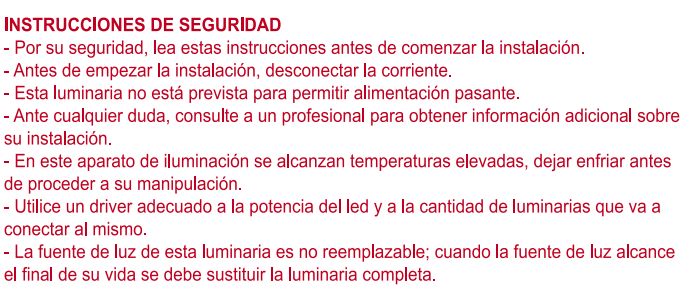 INSTRUCCIONES DE SEGURIDAD
- Por su seguridad, lea estas instrucciones antes de comenzar la instalación.
- Antes de empezar la instalación, desconectar la corriente.
- Esta luminaria no está prevista para permitir alimentación pasante.
- Ante cualquier duda, consulte a un profesional para obtener información adicional sobre
su instalación.
- En este aparato de iluminación se alcanzan temperaturas elevadas, dejar enfriar antes
de proceder a su manipulación.
- Utilice un driver adecuado a la potencia del led y a la cantidad de luminarias que va a
conectar al mismo.
- La fuente de luz de esta luminaria es no reemplazable; cuando la fuente de luz alcance
el final de su vida se debe sustituir la luminaria completa.